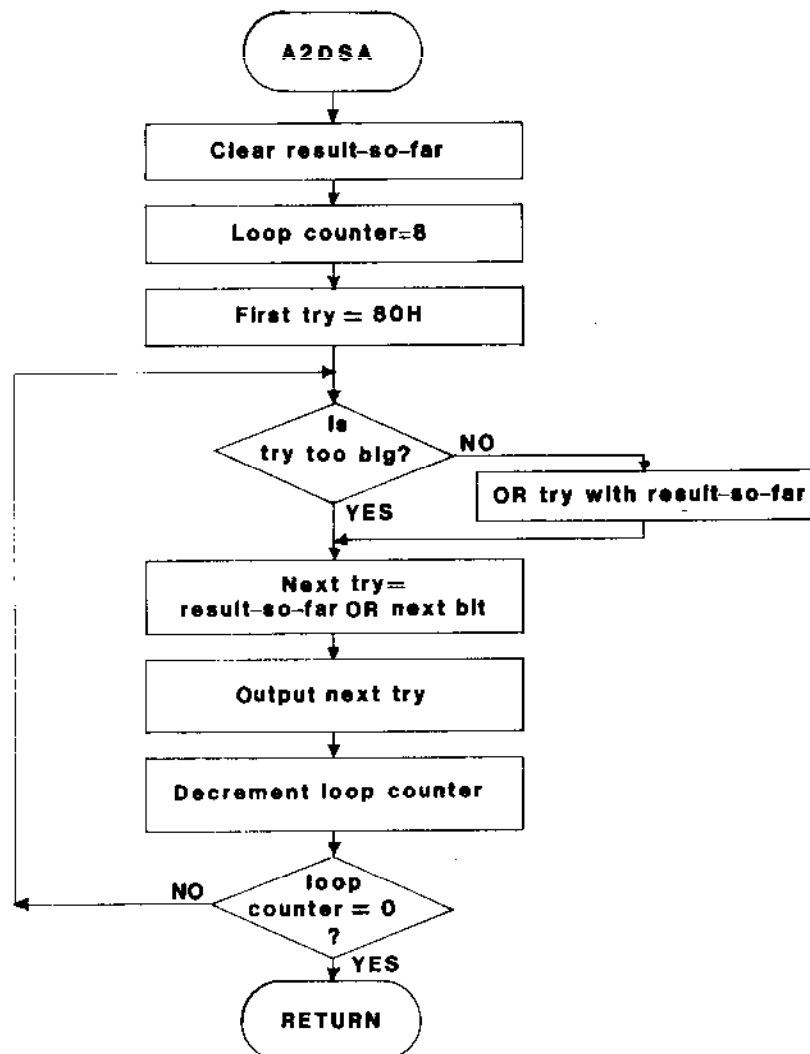 A2DSA
Clear result-so-far
Loop counter=8
First try = 80H
Is
try too big?
NO
OR try with result-so-far
YES
Next try=
result-so-far OR next bit
Output next try
Decrement loop counter
NO
loop
counter = 0
?
YES
RETURN